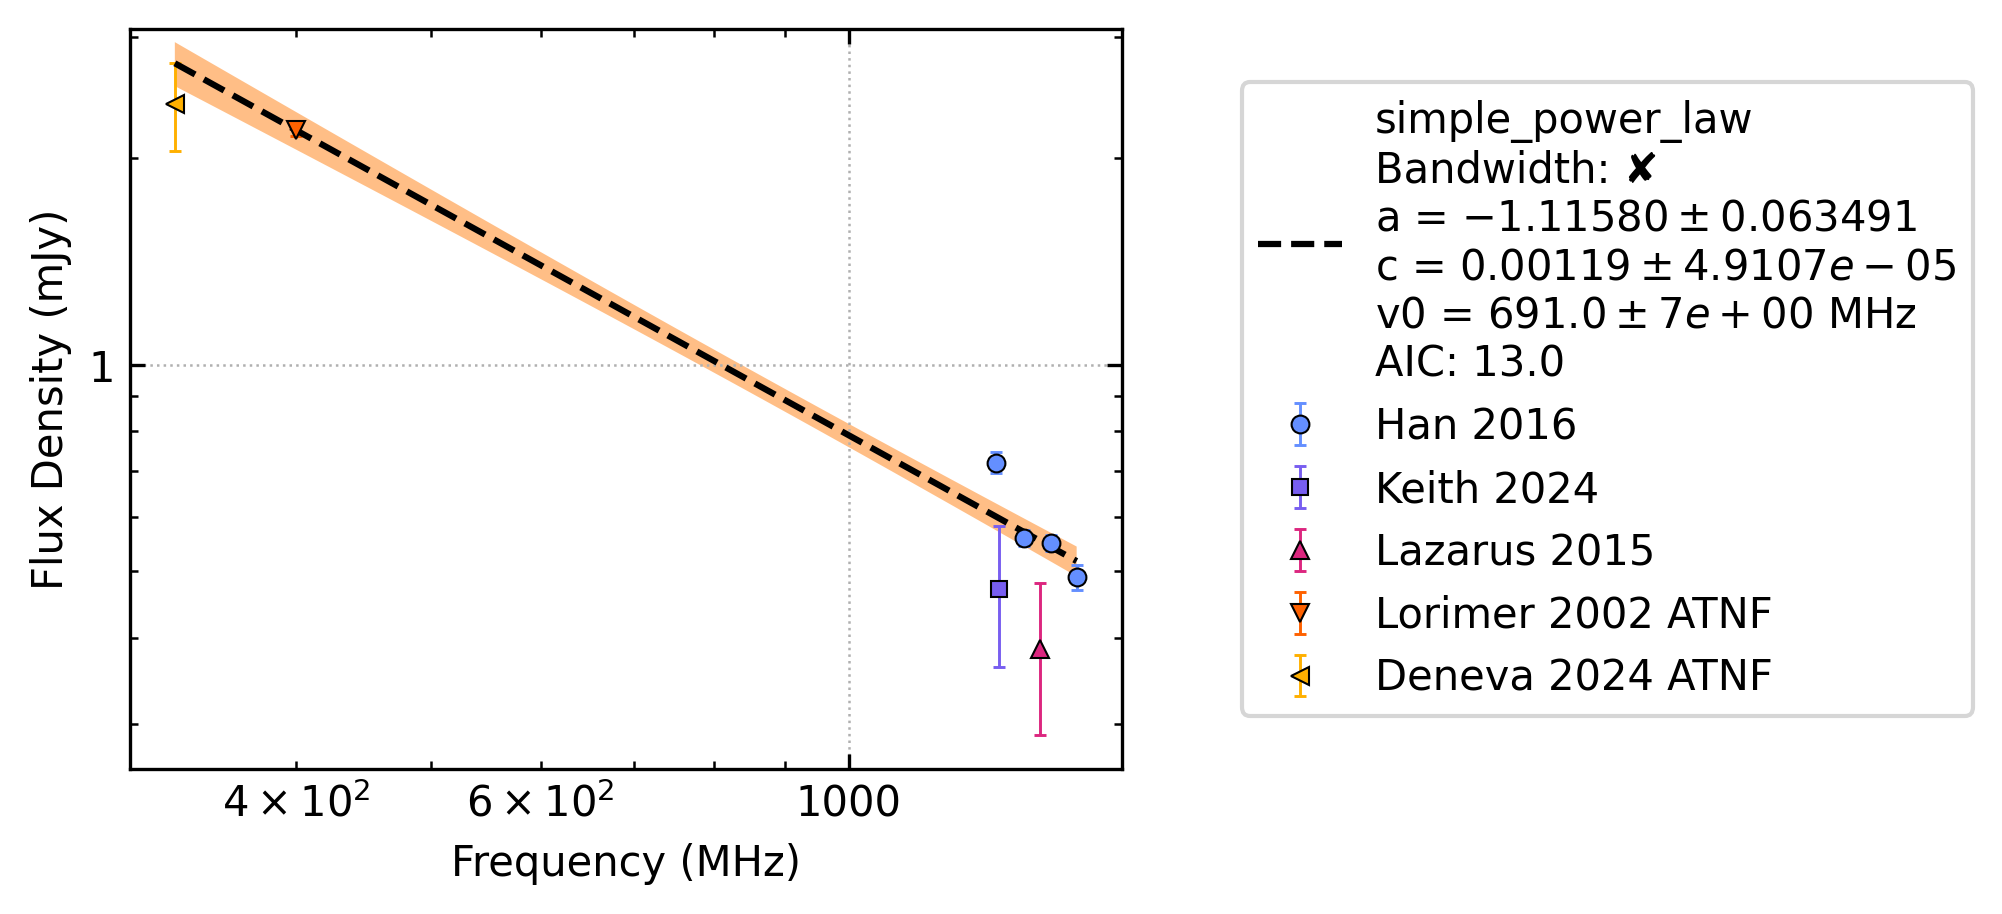 Flux Density (mJy)
1
4 × 10²
6 × 10²
1000
Frequency (MHz)
simple_power_law
Bandwidth: ✘
a = −1.11580 ± 0.063491
c = 0.00119 ± 4.9107e − 05
v0 = 691.0 ± 7e + 00 MHz
AIC: 13.0
Han 2016
Keith 2024
Lazarus 2015
Lorimer 2002 ATNF
Deneva 2024 ATNF